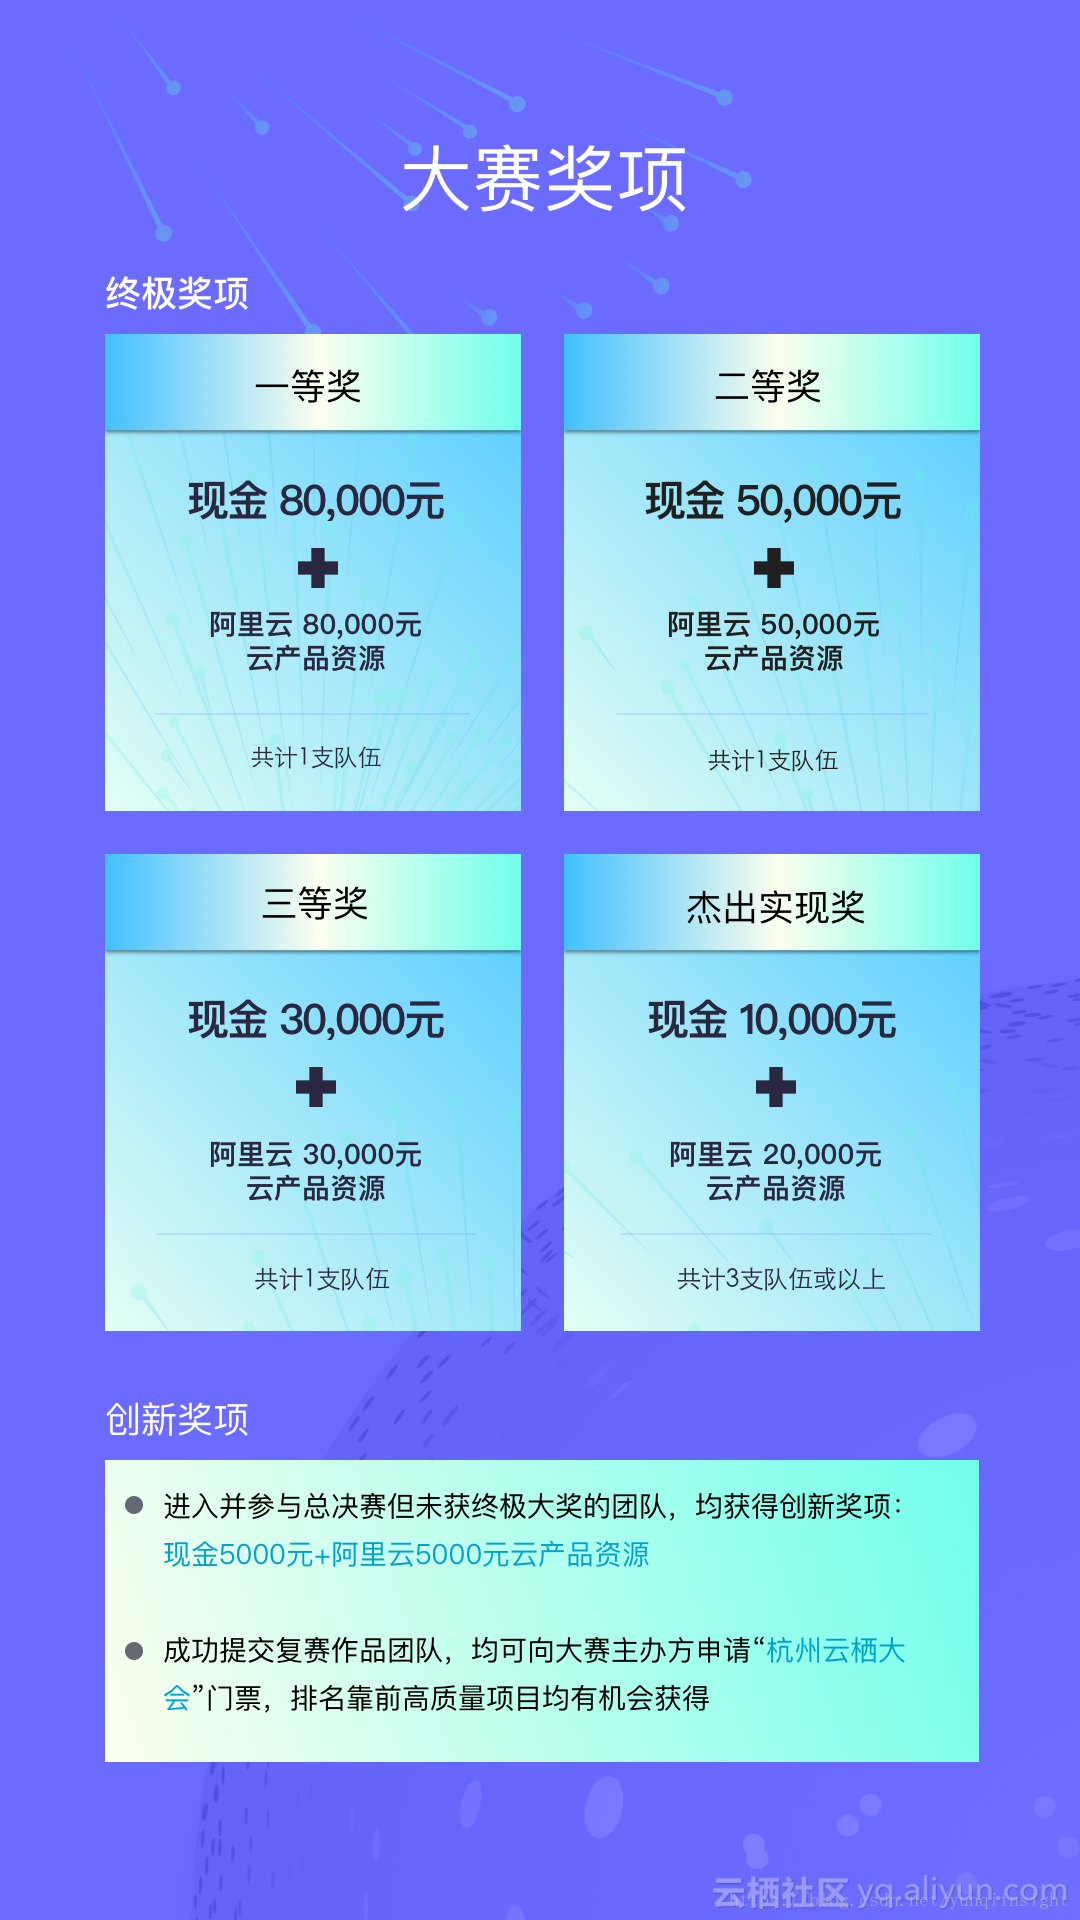 大赛奖项
终极奖项
一等奖
现金 80,000元
阿里云 80,000元
云产品资源
共计1支队伍
二等奖
现金 50,000元
阿里云 50,000元
云产品资源
共计1支队伍
三等奖
现金 30,000元
阿里云 30,000元
云产品资源
共计1支队伍
杰出实现奖
现金 10,000元
阿里云 20,000元
云产品资源
共计3支队伍或以上
创新奖项
进入并参与总决赛但未获终极大奖的团队，均获得创新奖项：
现金5000元+阿里云5000元云产品资源
成功提交复赛作品团队，均可向大赛主办方申请“杭州云栖大
会”门票，排名靠前高质量项目均有机会获得
云栖社区 yq.aliyun.com
https://blog.csdn.net/yunqiinsight